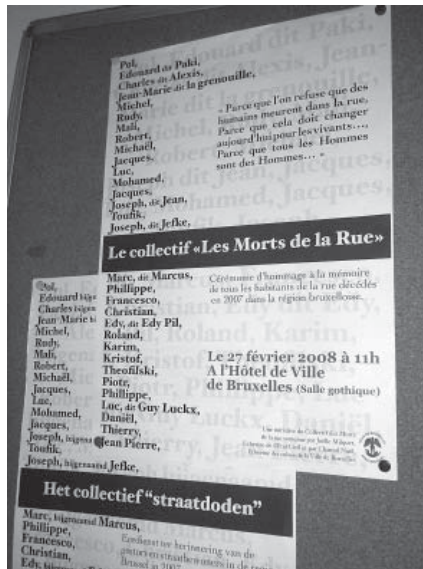 Pol,
Edouard dit Paki,
Charles dit Alexis,
Jean-Marie dit la grenouille,
Michel,
Rudy,
Mali,
Robert,
Michaël,
Jacques,
Luc,
Mohamed,
Jacques,
Joseph, dit Jean,
Toufik,
Joseph, dit Jefke,
Parce que l'on refuse que des
humains meurent dans la rue,
Parce que cela doit changer
aujourd'hui pour les vivants...,
Parce que tous les Hommes
sont des Hommes... "
Le collectif «Les Morts de la Rue»
Marc, dit Marcus,
Phillippe,
Francesco,
Christian,
Edy, dit Edy Pil,
Roland,
Karim,
Kristof,
Theofilski,
Piotr,
Phillippe,
Luc, dit Guy Luckx,
Daniël,
Thierry,
Jean Pierre,
Cérémonie d'hommage à la mémoire
de tous les habitants de la rue décédés
en 2007 dans la région bruxelloise.
Le 27 février 2008 à 11h
A l'Hôtel de Ville
de Bruxelles (Salle gothique)
Pol,
Edouard
Charles
Jean-Marie
Michel,
Rudy,
Mali,
Robert,
Michaël,
Jacques,
Luc,
Mohamed,
Jacques,
Joseph,
Toufik,
Joseph, bijgenaamd Jefke,
Het collectief "straatdoden"
Marc, bijgenaamd Marcus,
Phillippe,
Francesco,
Christian,
herinnering van de
Brussel in 2007